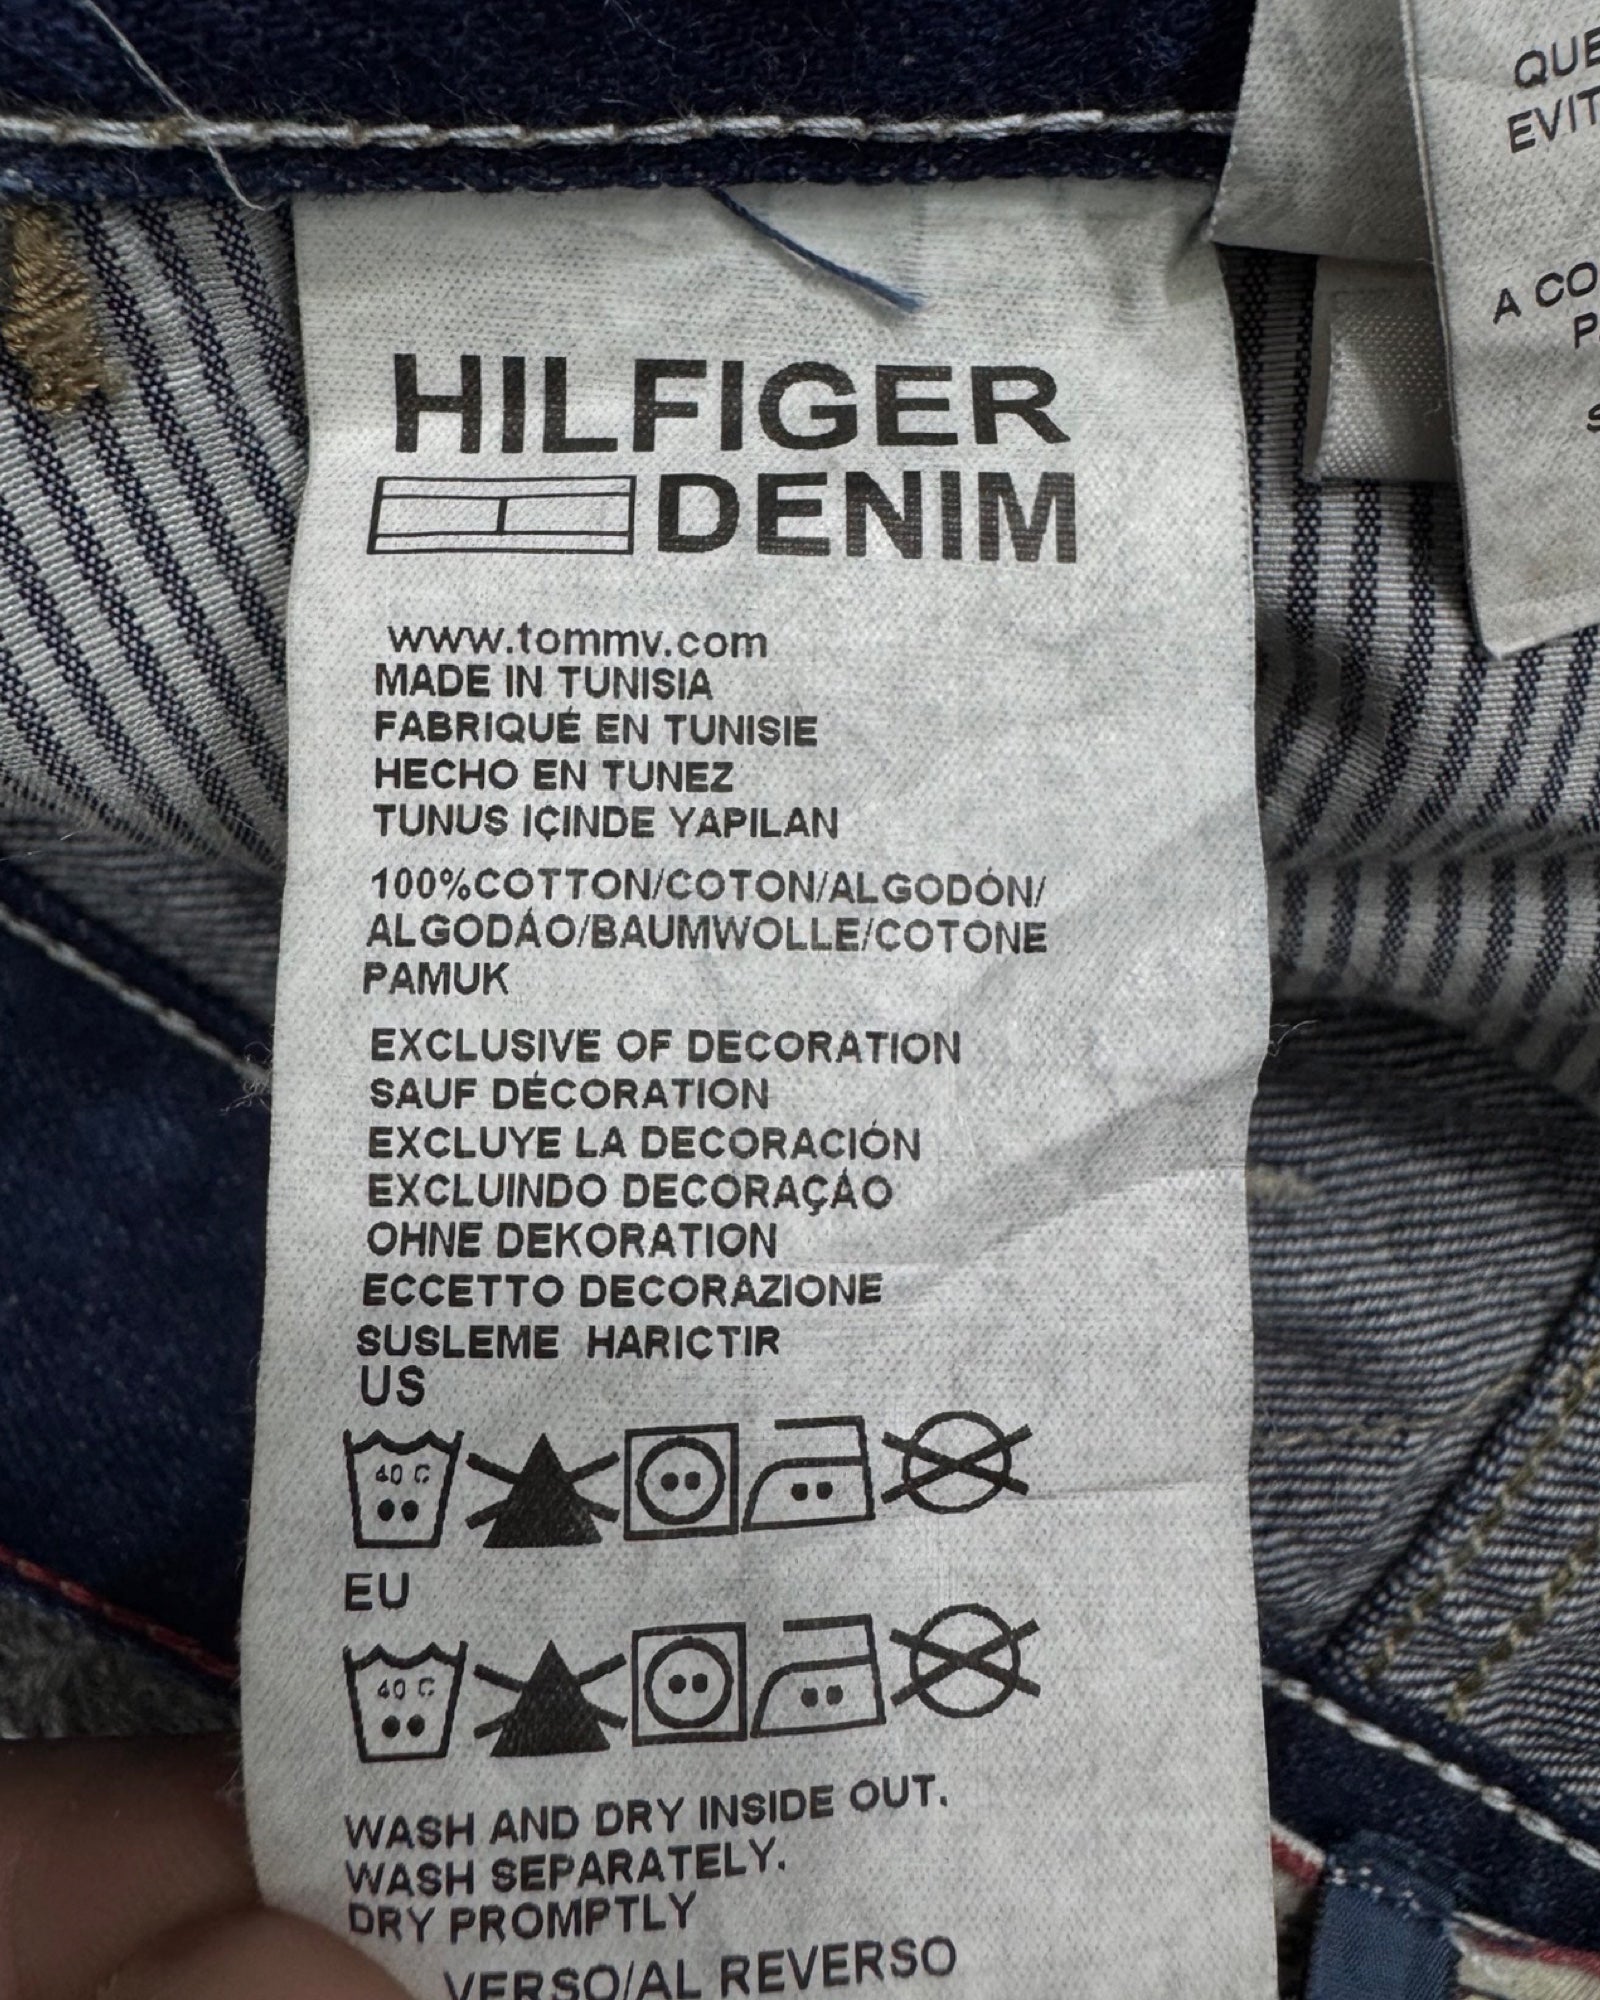 HILFIGER
DENIM
www.tommv.com
MADE IN TUNISIA
FABRIQUÉ EN TUNISIE
HECHO EN TUNEZ
TUNUS IÇINDE YAPILAN
100%COTTON/COTON/ALGODÓN/
ALGODÁO/BAUMWOLLE/COTONE
PAMUK
EXCLUSIVE OF DECORATION
SAUF DÉCORATION
EXCLUYE LA DECORACIÓN
EXCLUINDO DECORAÇÁO
OHNE DEKORATION
ECCETTO DECORAZIONE
SUSLEME HARICTIR
US
40 C
EU
40 C
WASH AND DRY INSIDE OUT.
WASH SEPARATELY.
DRY PROMPTLY
VERSO/AL REVERSO
QUE
EVIT
A CO
P
S